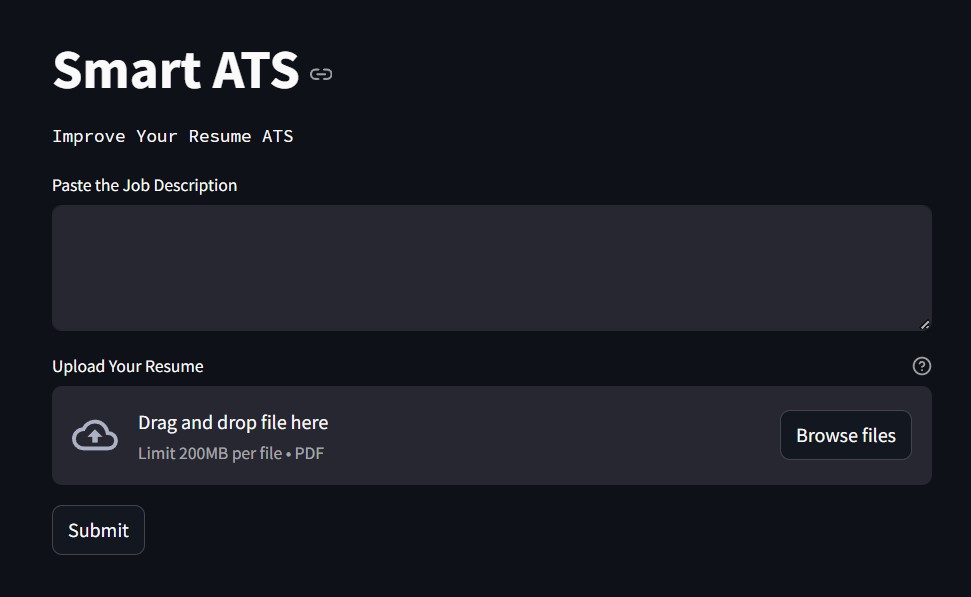 Smart ATS
Improve Your Resume ATS
Paste the Job Description
Upload Your Resume
?
Drag and drop file here
Limit 200MB per file • PDF
Browse files
Submit